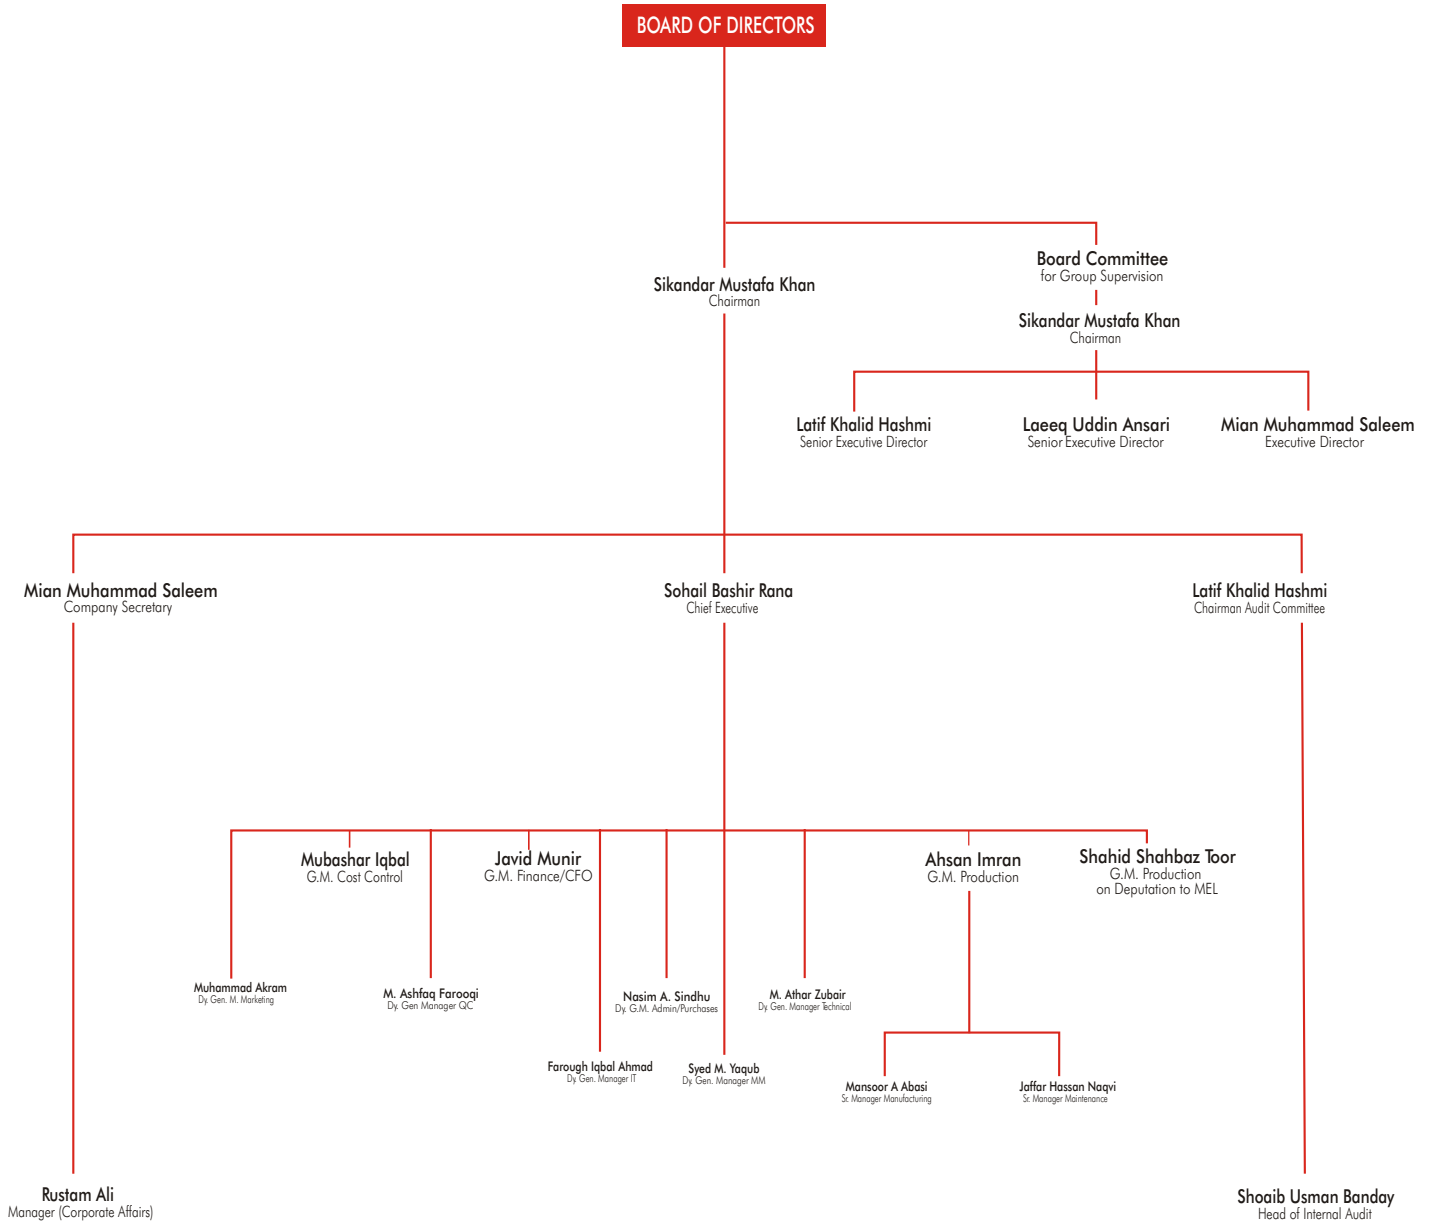 BOARD OF DIRECTORS
Board Committee
for Group Supervision
Sikandar Mustafa Khan
Chairman
Sikandar Mustafa Khan
Chairman
Latif Khalid Hashmi
Senior Executive Director
Laeeq Uddin Ansari
Senior Executive Director
Mian Muhammad Saleem
Executive Director
Mian Muhammad Saleem
Company Secretary
Sohail Bashir Rana
Chief Executive
Latif Khalid Hashmi
Chairman Audit Committee
Mubashar Iqbal
G.M. Cost Control
Javid Munir
G.M. Finance/CFO
Ahsan Imran
G.M. Production
Shahid Shahbaz Toor
G.M. Production
on Deputation to MEL
Muhammad Akram
Dy. Gen. M. Marketing
M. Ashfaq Farooqi
Dy. Gen Manager QC
Nasim A. Sindhu
Dy. G.M. Admin/Purchases
M. Athar Zubair
Dy. Gen. Manager Technical
Farough Iqbal Ahmad
Dy. Gen. Manager IT
Syed M. Yaqub
Dy. Gen. Manager MM
Mansoor A Abasi
Sr. Manager Manufacturing
Jaffar Hassan Naqvi
Sr. Manager Maintenance
Rustam Ali
Manager (Corporate Affairs)
Shoaib Usman Banday
Head of Internal Audit